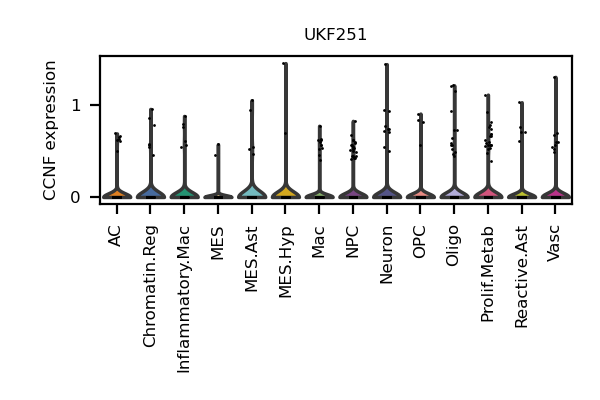 UKF251
CCNF expression
1
0
AC
Chromatin.Reg
Inflammatory.Mac
MES
MES.Ast
MES.Hyp
Mac
NPC
Neuron
OPC
Oligo
Prolif.Metab
Reactive.Ast
Vasc